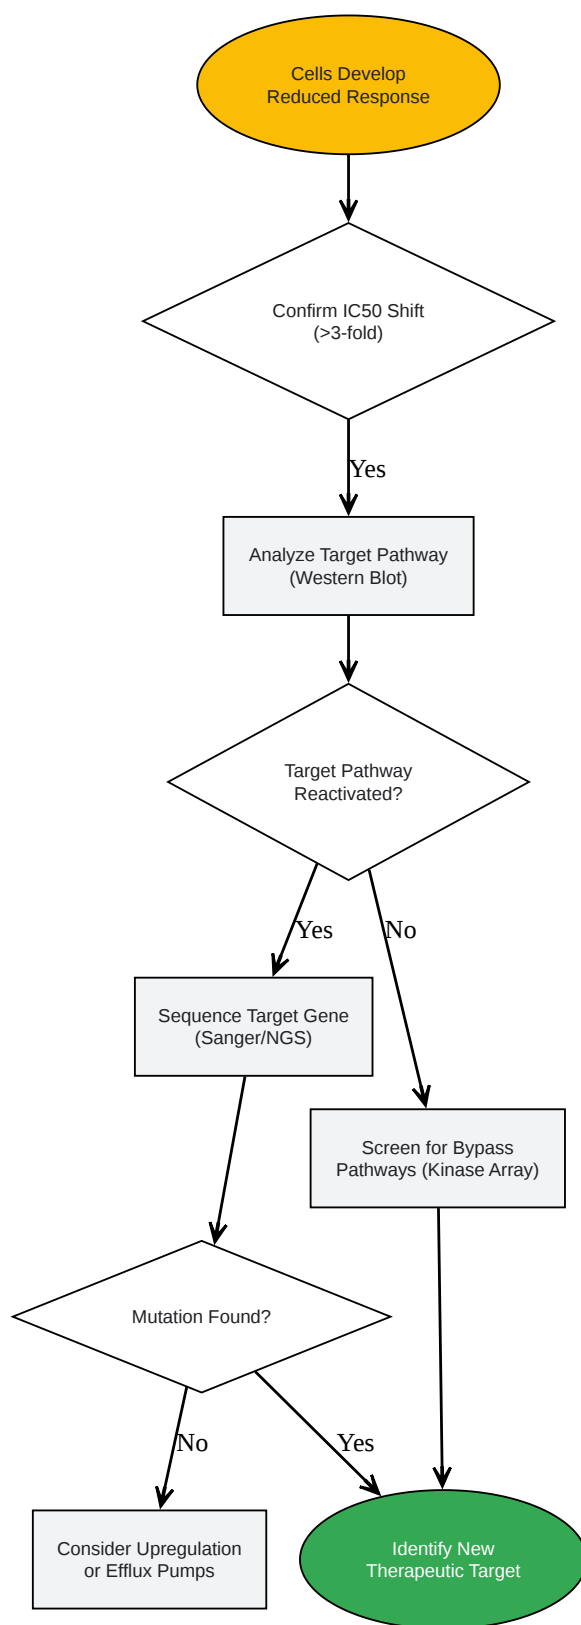 Cells Develop
Reduced Response
Confirm IC50 Shift
(>3-fold)
Yes
Analyze Target Pathway
(Western Blot)
Target Pathway
Reactivated?
Yes
No
Sequence Target Gene
(Sanger/NGS)
Screen for Bypass
Pathways (Kinase Array)
Mutation Found?
No
Yes
Consider Upregulation
or Efflux Pumps
Identify New
Therapeutic Target